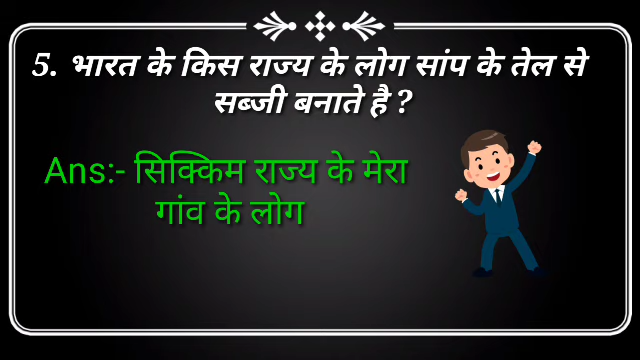 5. भारत के किस राज्य के लोग सांप के तेल से
सब्जी बनाते है ?
Ans:- सिक्किम राज्य के मेरा
गांव के लोग